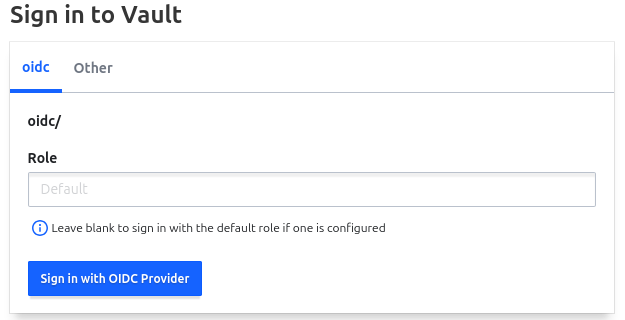 Sign in to Vault
oidc Other
oidc/
Role
Default
Leave blank to sign in with the default role if one is configured
Sign in with OIDC Provider